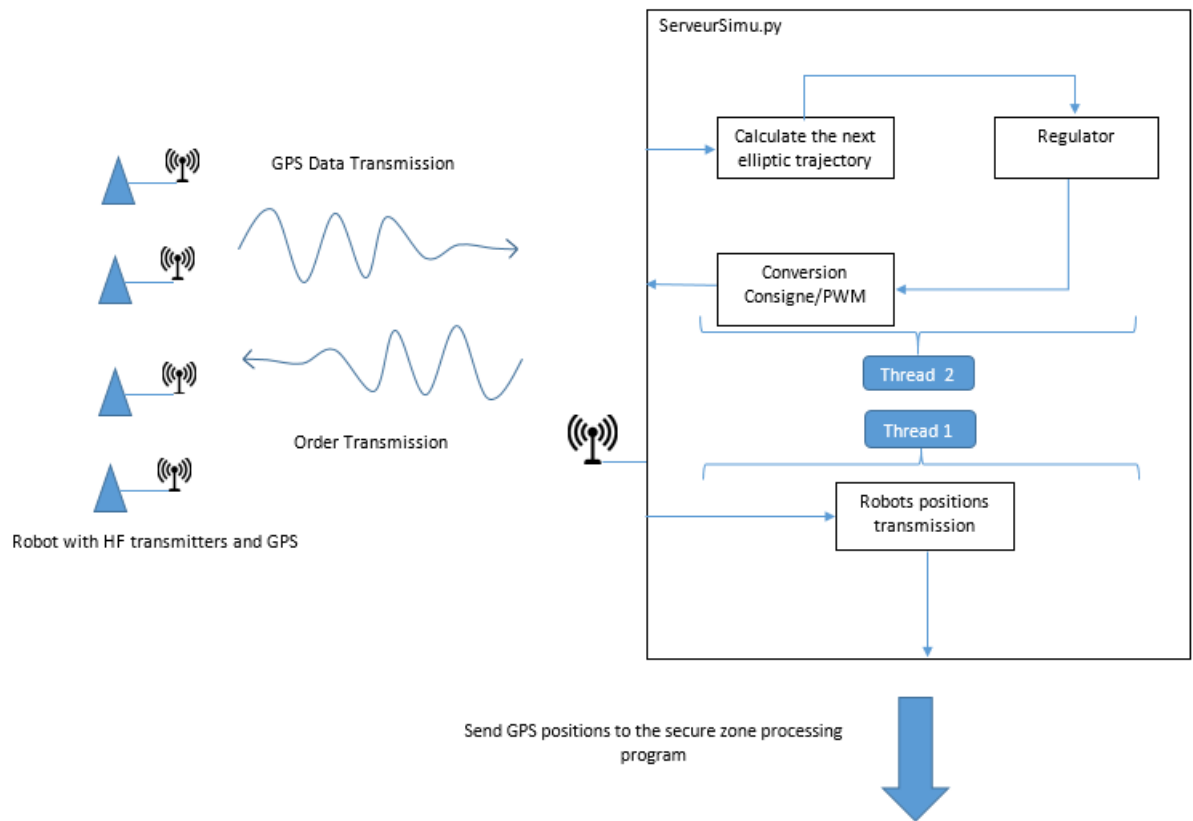 ServeurSimu.py
Calculate the next
elliptic trajectory
Regulator
GPS Data Transmission
Conversion
Consigne/PWM
Thread 2
Thread 1
Order Transmission
Robots positions
transmission
Robot with HF transmitters and GPS
Send GPS positions to the secure zone processing
program